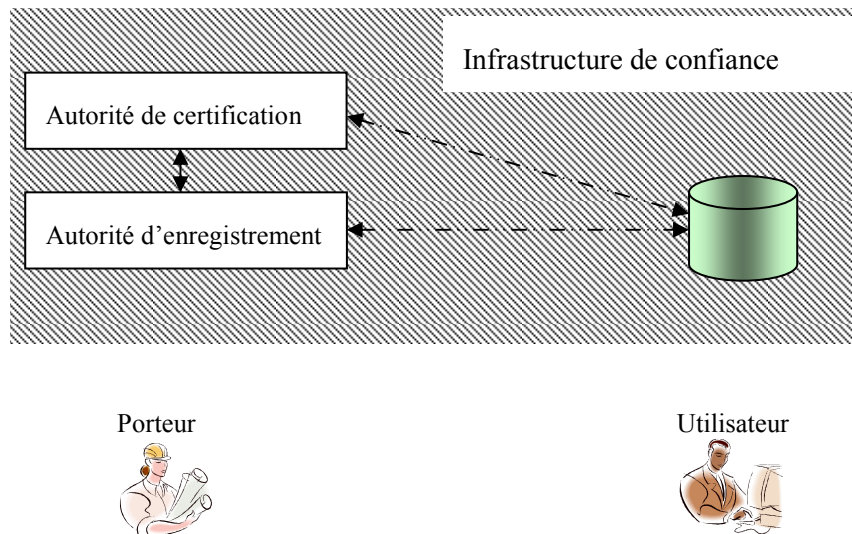 Infrastructure de confiance
Autorité de certification
Autorité d’enregistrement
Porteur
Utilisateur